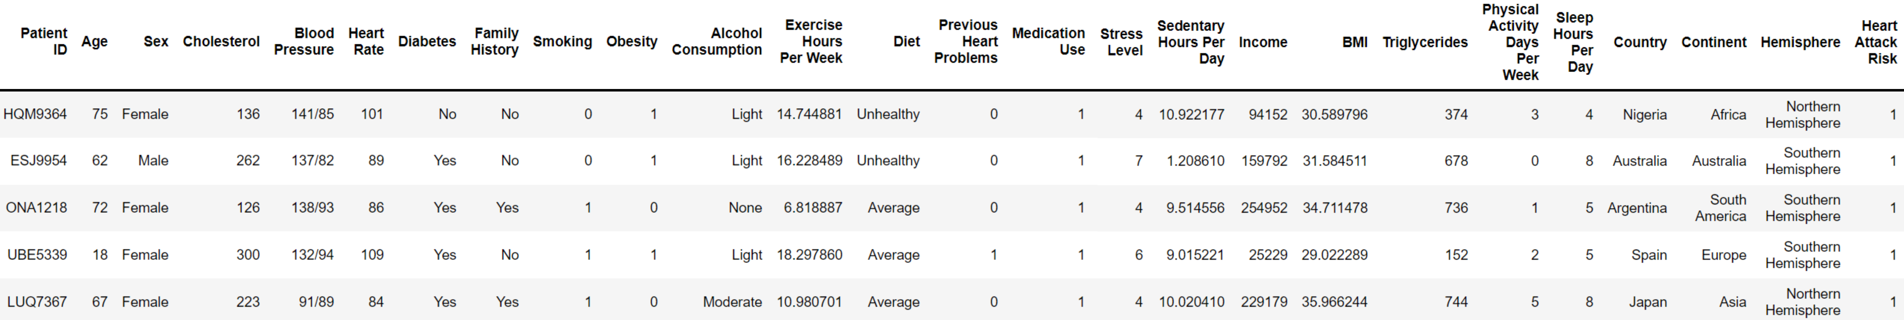 Patient ID Age Sex Cholesterol Blood Pressure Heart Rate Diabetes Family History Smoking Obesity Alcohol Consumption Exercise Hours Per Week Diet Previous Heart Problems Medication Use Stress Level Sedentary Hours Per Day Income BMI Triglycerides Physical Activity Days Per Week Sleep Hours Per Day Country Continent Hemisphere Heart Attack Risk
HQM9364 75 Female 136 141/85 101 No No 0 1 Light 14.744881 Unhealthy 0 1 4 10.922177 94152 30.589796 374 3 4 Nigeria Africa Northern Hemisphere 1
ESJ9954 62 Male 262 137/82 89 Yes No 0 1 Light 16.228489 Unhealthy 0 1 7 1.208610 159792 31.584511 678 0 8 Australia Australia Southern Hemisphere 1
ONA1218 72 Female 126 138/93 86 Yes Yes 1 0 None 6.818887 Average 0 1 4 9.514556 254952 34.711478 736 1 5 Argentina South America Southern Hemisphere 1
UBE5339 18 Female 300 132/94 109 Yes No 1 1 Light 18.297860 Average 1 1 6 9.015221 25229 29.022289 152 2 5 Spain Europe Southern Hemisphere 1
LUQ7367 67 Female 223 91/89 84 Yes Yes 1 0 Moderate 10.980701 Average 0 1 4 10.020410 229179 35.966244 744 5 8 Japan Asia Northern Hemisphere 1